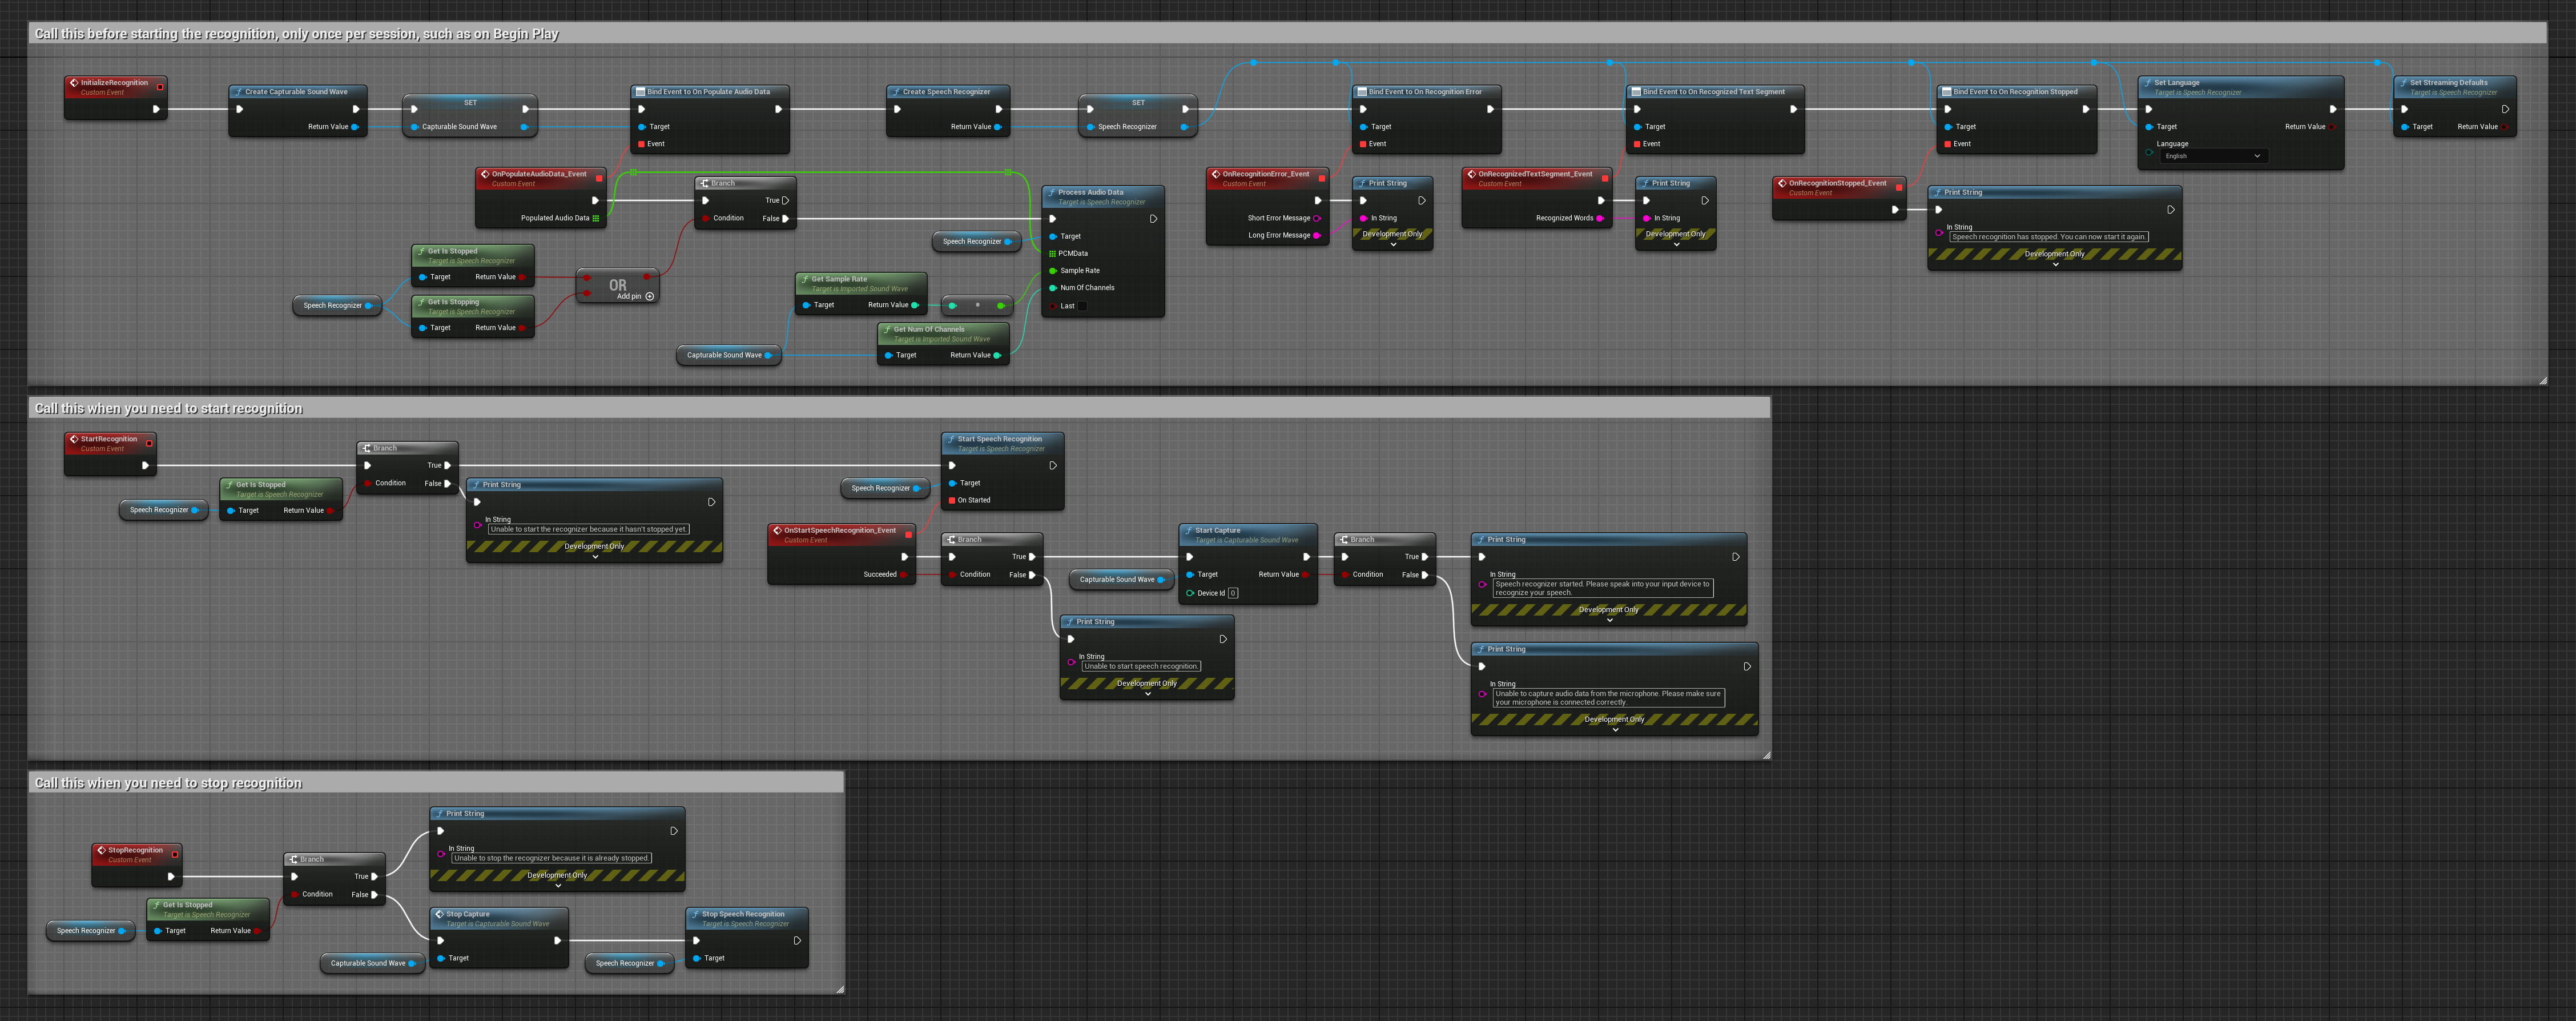 Call this before starting the recognition, only once per session, such as on Begin Play
InitializeRecognition
Custom Event
Create Capturable Sound Wave
Return Value
SET
Capturable Sound Wave
Bind Event to On Populate Audio Data
Target
Event
Create Speech Recognizer
Return Value
SET
Speech Recognizer
Bind Event to On Recognition Error
Target
Event
Bind Event to On Recognized Text Segment
Target
Event
Bind Event to On Recognition Stopped
Target
Event
Set Language
Target is Speech Recognizer
Target
Return Value
Language
English
Set Streaming Defaults
Target is Speech Recognizer
Target
Return Value
OnPopulateAudioData_Event
Custom Event
Populated Audio Data
Branch
True
Condition
False
Process Audio Data
Target is Speech Recognizer
Target
PCMData
Sample Rate
Num Of Channels
Last
Speech Recognizer
OnRecognitionError_Event
Custom Event
Short Error Message
Long Error Message
Print String
In String
Development Only
OnRecognizedTextSegment_Event
Custom Event
Recognized Words
Print String
In String
Development Only
OnRecognitionStopped_Event
Custom Event
Print String
In String
Speech recognition has stopped. You can now start it again.
Development Only
Speech Recognizer
Get Is Stopped
Target is Speech Recognizer
Target
Return Value
Get Is Stopping
Target is Speech Recognizer
Target
Return Value
OR
Add pin
Get Sample Rate
Target is Imported Sound Wave
Target
Return Value
Get Num Of Channels
Target is Imported Sound Wave
Target
Return Value
Capturable Sound Wave
Call this when you need to start recognition
StartRecognition
Custom Event
Speech Recognizer
Get Is Stopped
Target is Speech Recognizer
Target
Return Value
Branch
True
Condition
False
Print String
In String
Unable to start the recognizer because it hasn't stopped yet.
Development Only
Start Speech Recognition
Target is Speech Recognizer
Target
On Started
Speech Recognizer
OnStartSpeechRecognition_Event
Custom Event
Succeeded
Branch
True
Condition
False
Capturable Sound Wave
Start Capture
Target is Capturable Sound Wave
Target
Return Value
Device Id
0
Branch
True
Condition
False
Print String
In String
Speech recognizer started. Please speak into your input device to
recognize your speech.
Development Only
Print String
In String
Unable to start speech recognition.
Development Only
Print String
In String
Unable to capture audio data from the microphone. Please make sure
your microphone is connected correctly.
Development Only
Call this when you need to stop recognition
StopRecognition
Custom Event
Speech Recognizer
Get Is Stopped
Target is Speech Recognizer
Target
Return Value
Branch
True
Condition
False
Print String
In String
Unable to stop the recognizer because it is already stopped.
Development Only
Stop Capture
Target is Capturable Sound Wave
Target
Capturable Sound Wave
Stop Speech Recognition
Target is Speech Recognizer
Target
Speech Recognizer